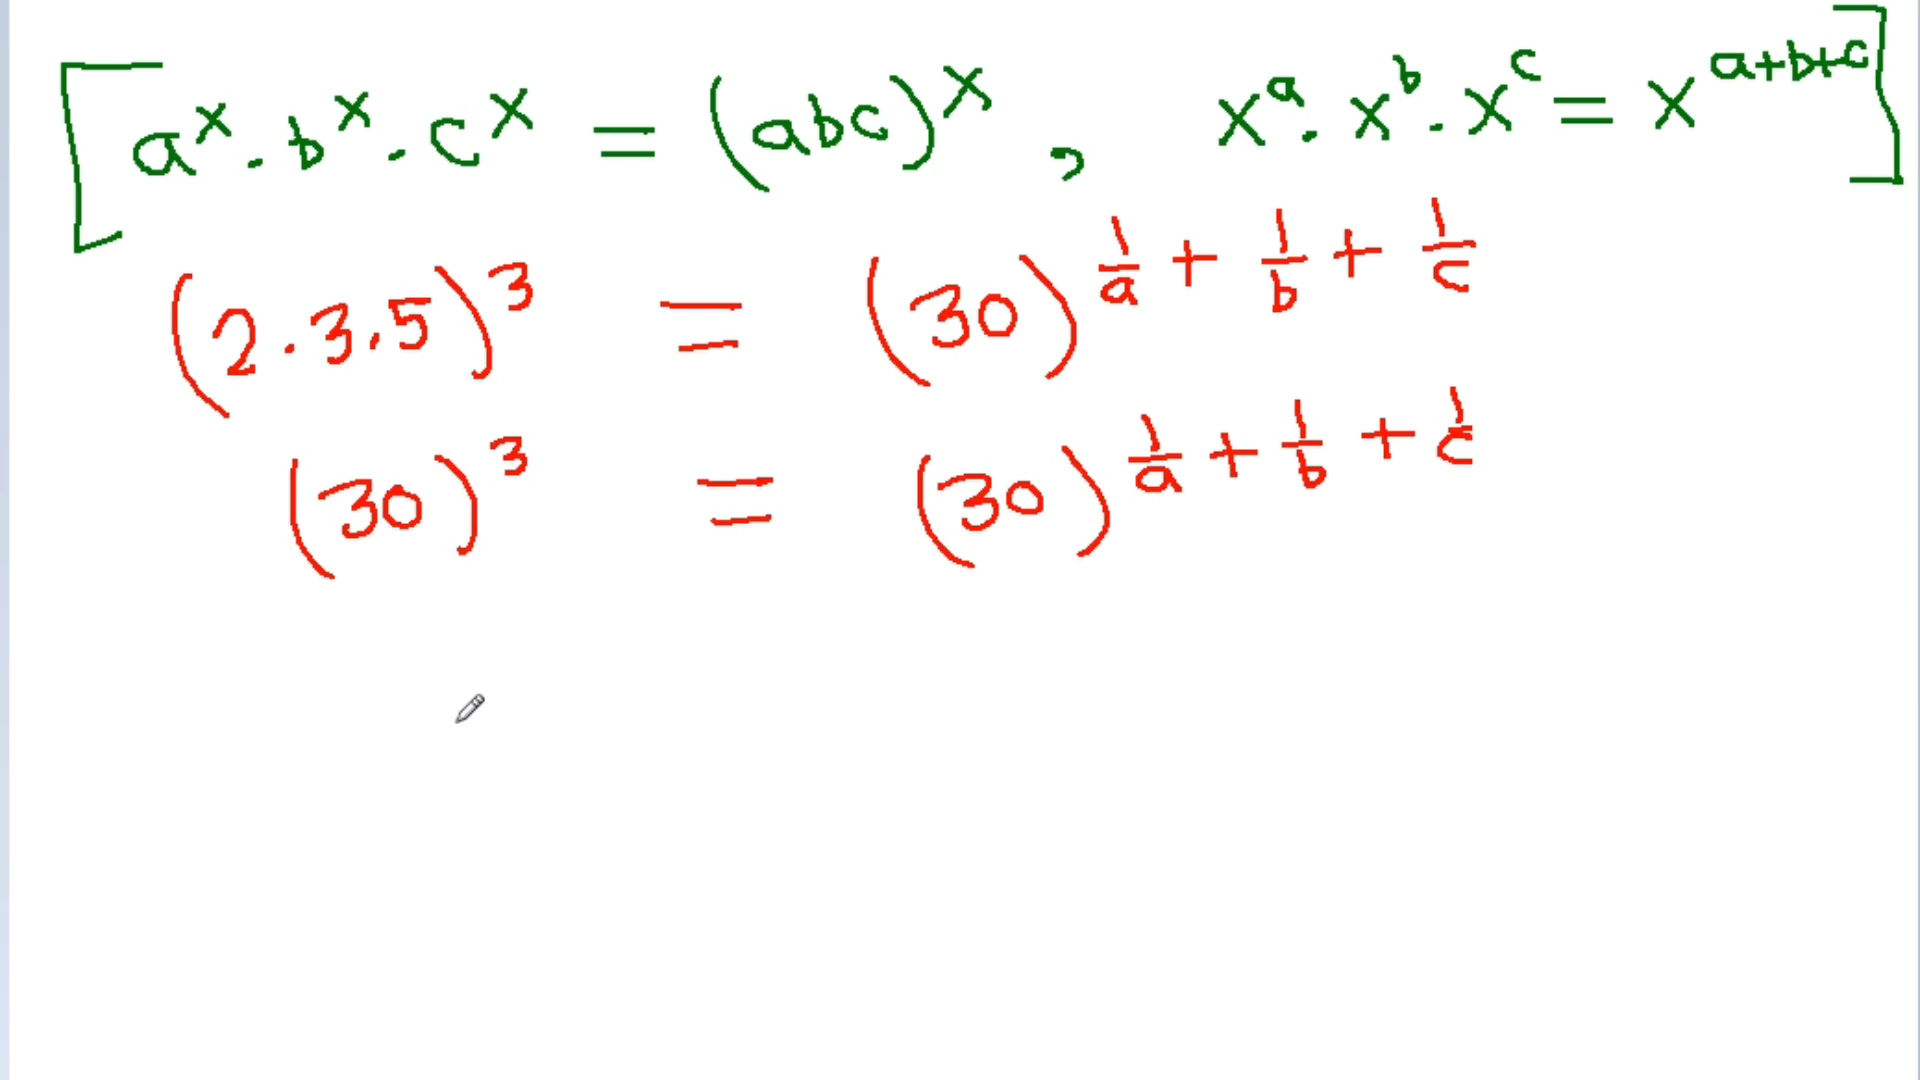 [a^x . b^x . c^x = (abc)^x , x^a . x^b . x^c = x^(a+b+c)]
(2.3.5)^3 = (30)^(1/a + 1/b + 1/c)
(30)^3 = (30)^(1/a + 1/b + 1/c)